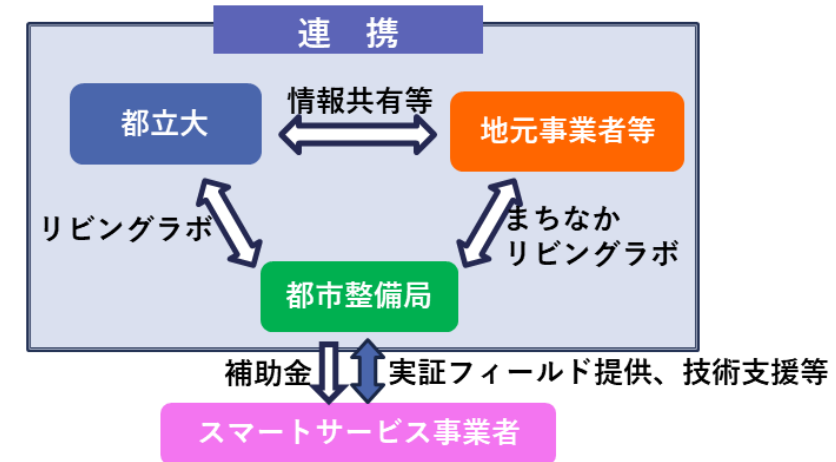 連 携
情報共有等
都立大
地元事業者等
リビングラボ
まちなか
リビングラボ
都市整備局
補助金
実証フィールド提供、技術支援等
スマートサービス事業者